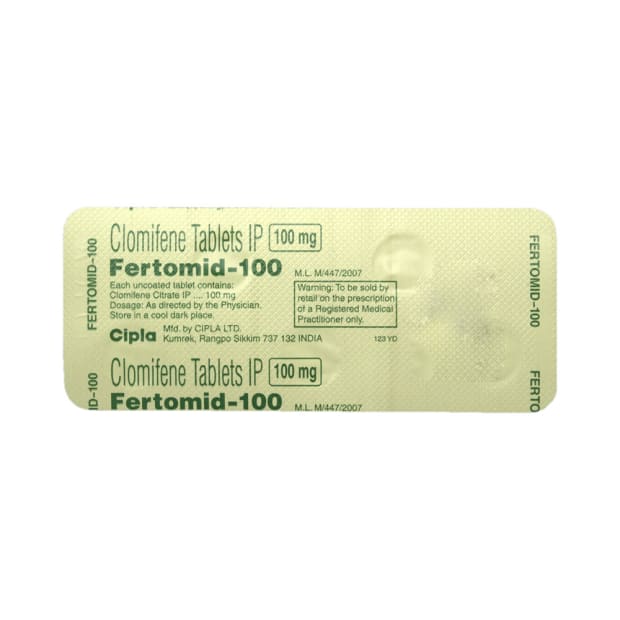 FERTOMID-100
Clomifene Tablets IP 100 mg
Fertomid-100 M.L. M/447/2007
Each uncoated tablet contains:
Clomifene Citrate IP .... 100 mg
Dosage: As directed by the Physician.
Store in a cool dark place.
Warning: To be sold by
retail on the prescription
of a Registered Medical
Practitioner only.
Cipla Mfd. by CIPLA LTD.
Kumrek, Rangpo Sikkim 737 132 INDIA
123 YD
FERTOMID-100
ID-100
Clomifene Tablets IP 100 mg
Fertomid-100 M.L. M/447/2007
FERTO